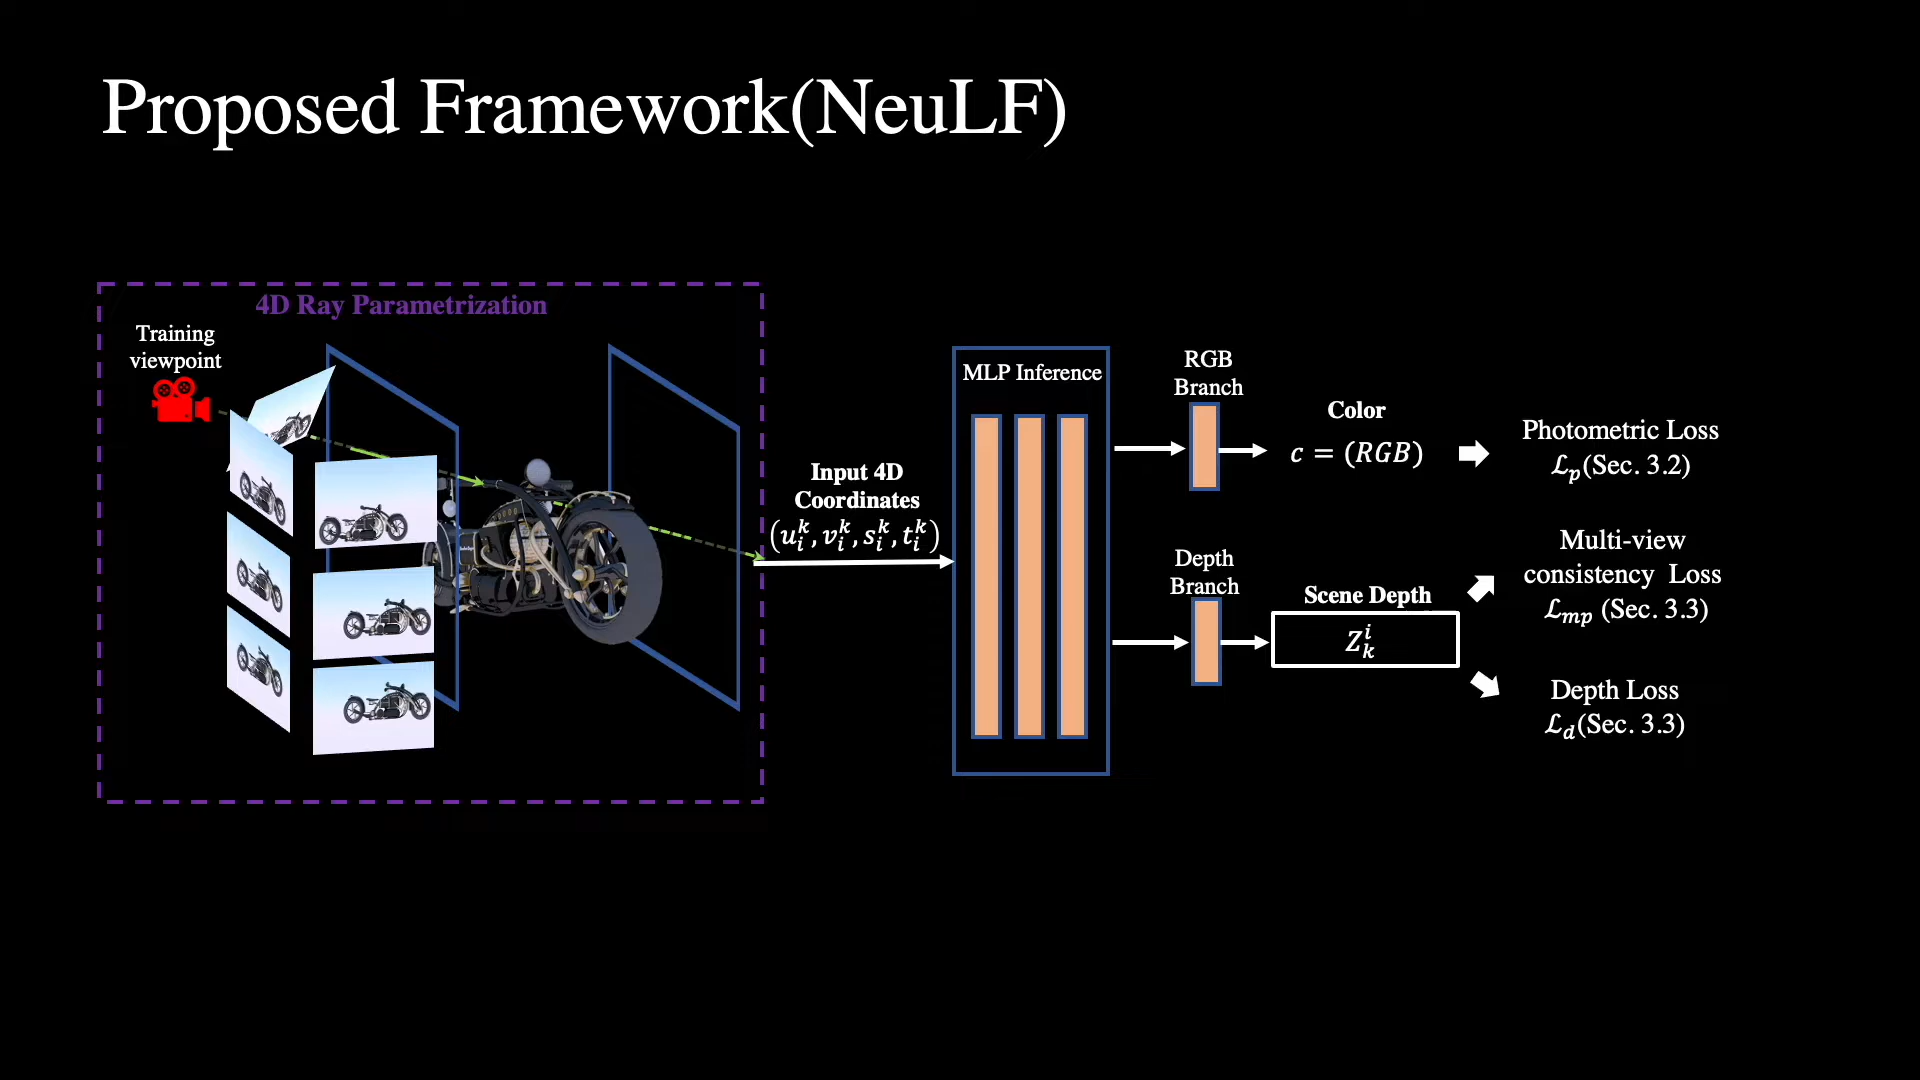 Proposed Framework(NeuLF)
4D Ray Parametrization
Training
viewpoint
Input 4D
Coordinates
(u_i^k, v_i^k, s_i^k, t_i^k)
MLP Inference
RGB
Branch
Color
c = (RGB)
Photometric Loss
ℒ_p(Sec. 3.2)
Depth
Branch
Scene Depth
Z_k^i
Multi-view
consistency Loss
ℒ_mp (Sec. 3.3)
Depth Loss
ℒ_d(Sec. 3.3)